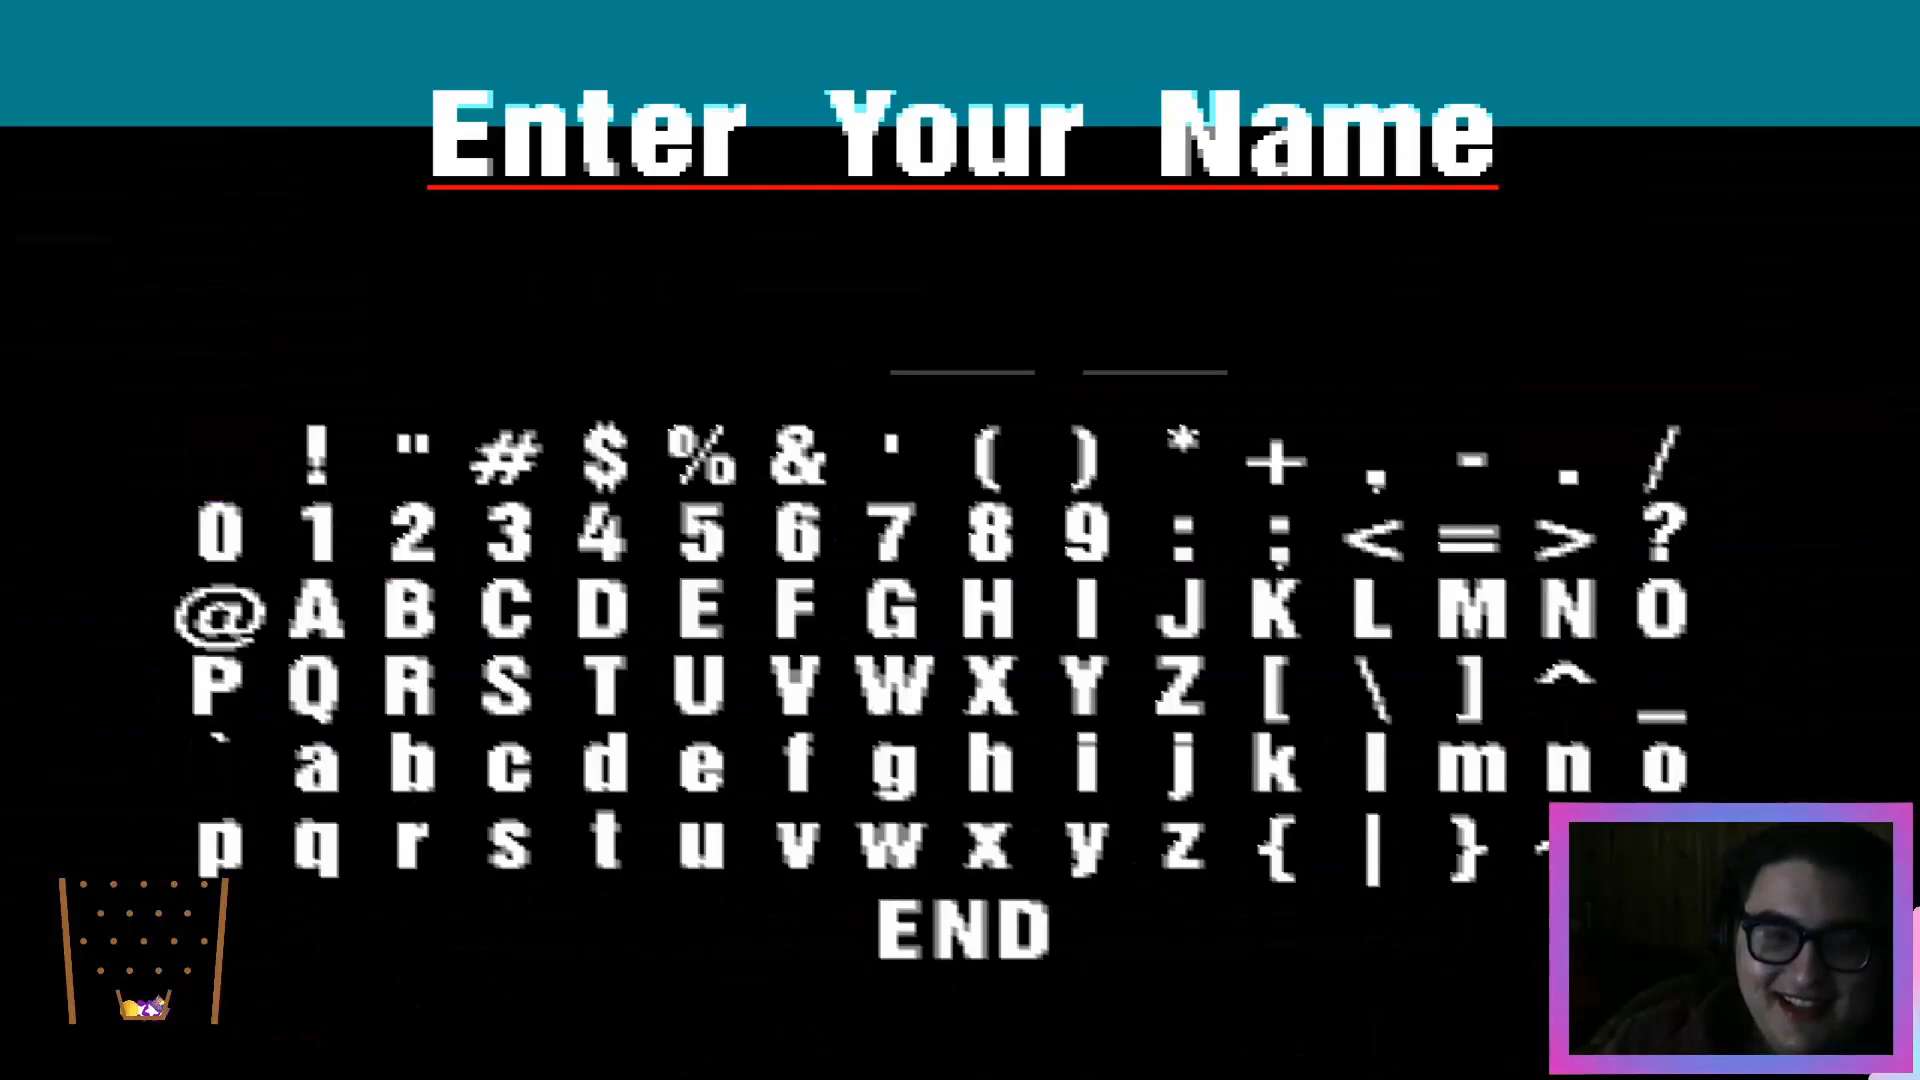 Enter Your Name
! " # $ % & ' ( ) * + , - . /
0 1 2 3 4 5 6 7 8 9 : ; < = > ?
@ A B C D E F G H I J K L M N O
P Q R S T U V W X Y Z [ \ ] ^ _
` a b c d e f g h i j k l m n o
p q r s t u v w x y z { | }
END